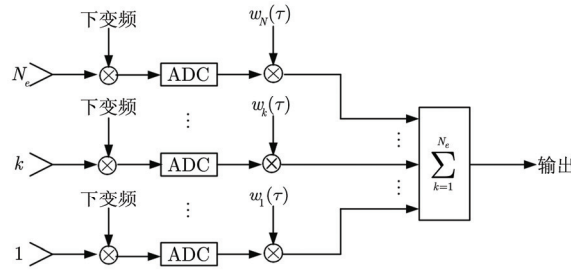 下变频 w_N(τ)
N_e ADC
⋮
下变频 w_k(τ)
⋮
k ADC ∑_{k=1}^{N_e} 输出
⋮
下变频 ⋮ w_1(τ)
1 ADC